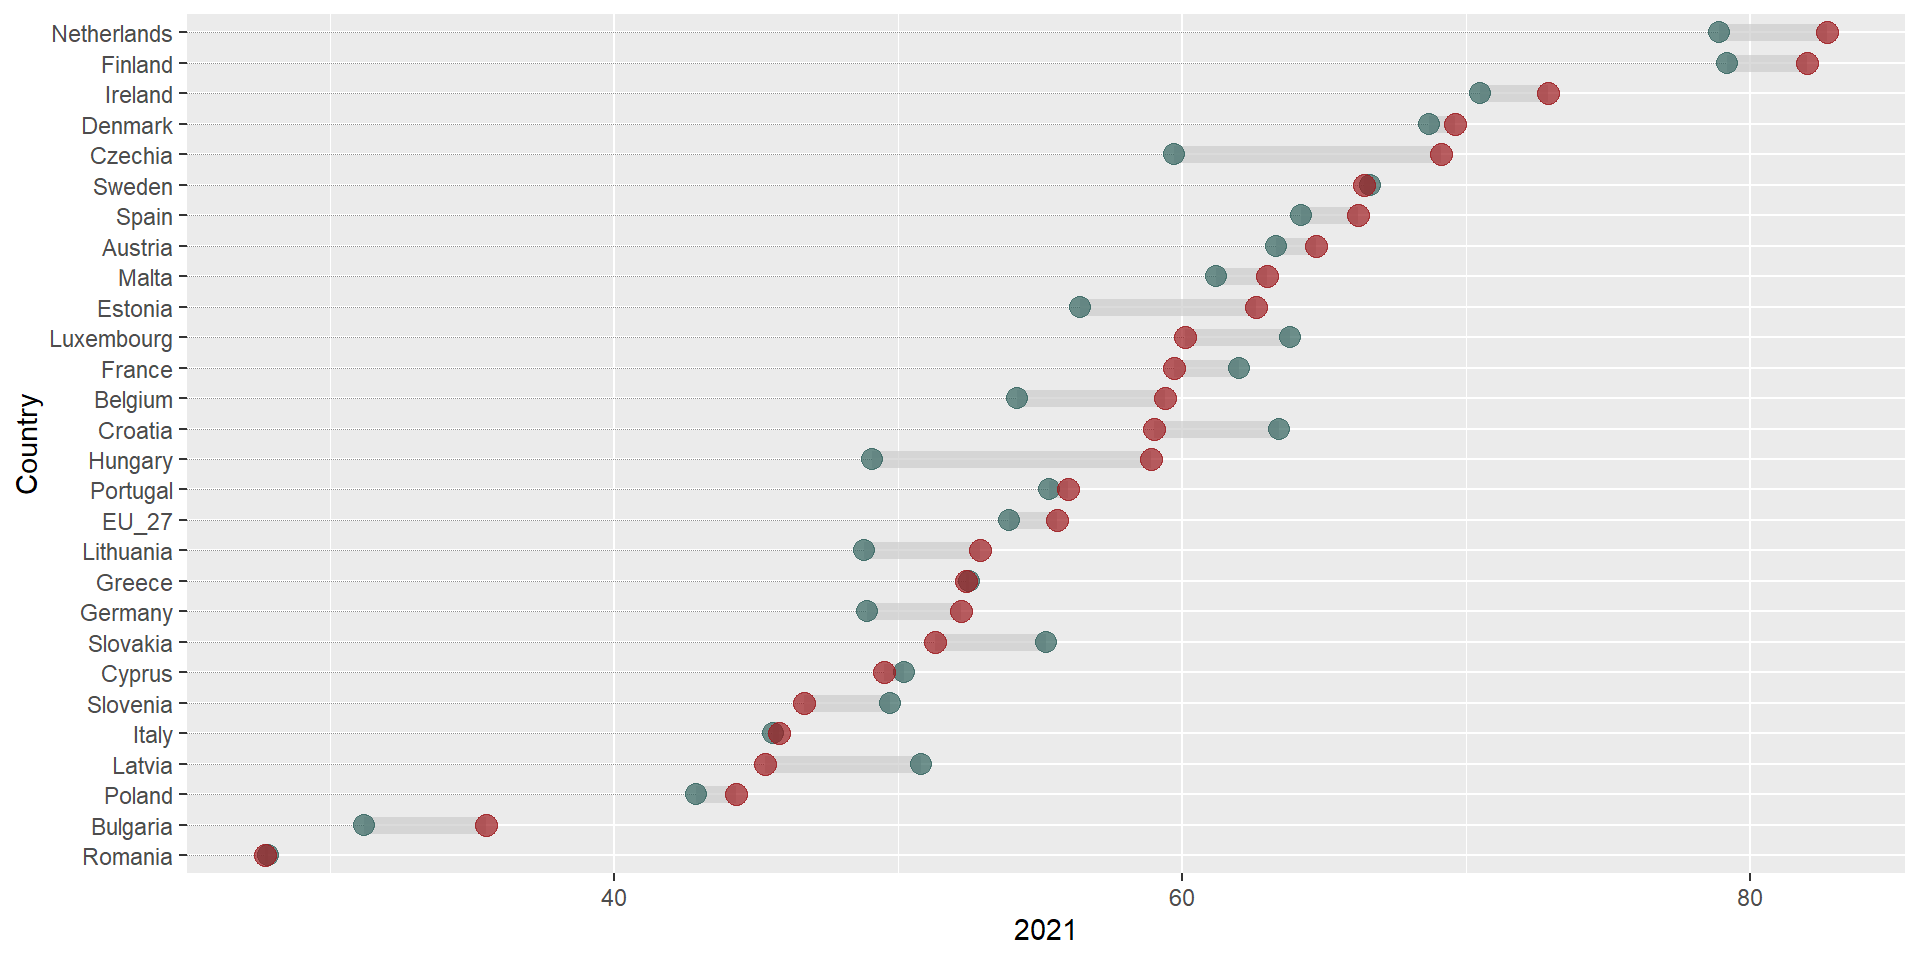 Netherlands
Finland
Ireland
Denmark
Czechia
Sweden
Spain
Austria
Malta
Estonia
Luxembourg
France
Belgium
Croatia
Hungary
Portugal
EU_27
Lithuania
Greece
Germany
Slovakia
Cyprus
Slovenia
Italy
Latvia
Poland
Bulgaria
Romania
Country
40 60 80
2021